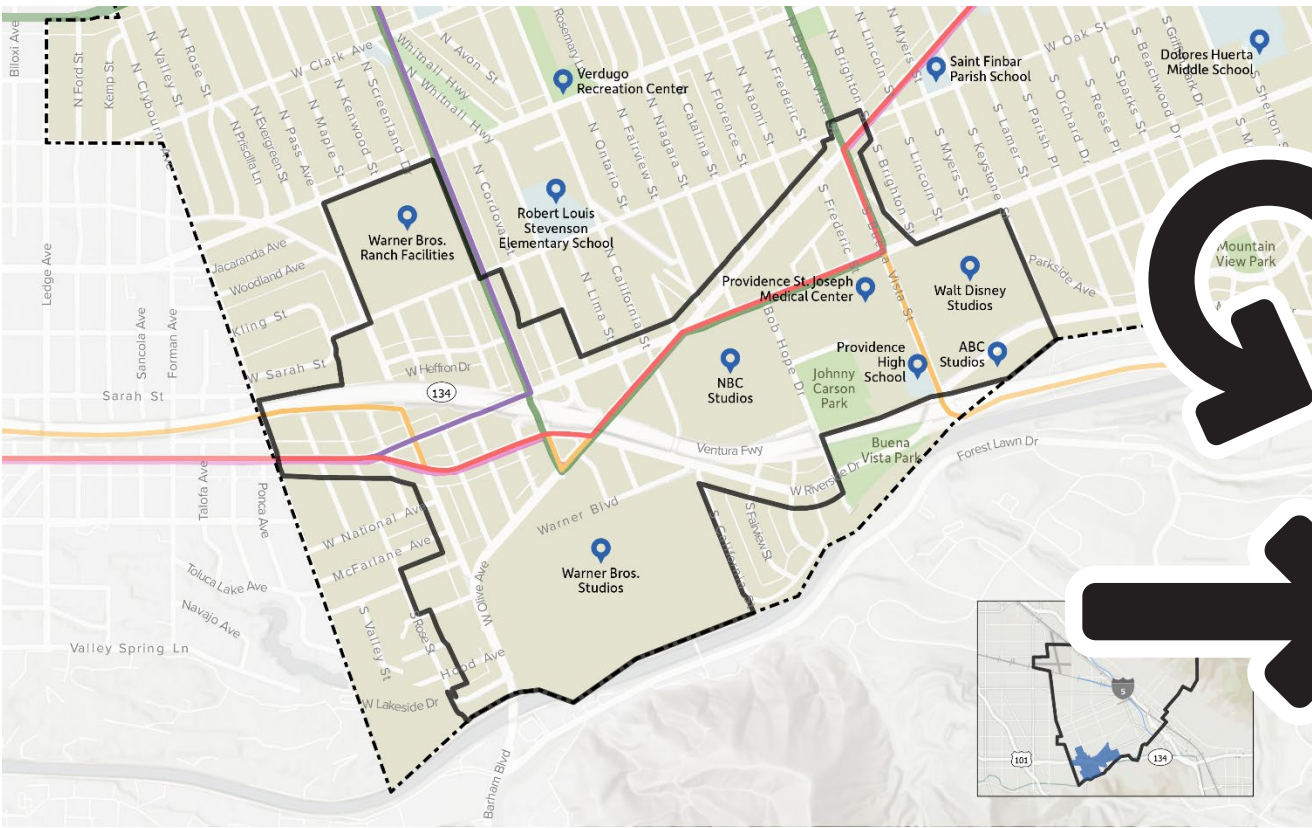 Biloxi Ave
N Ford St
Kemp St
N Valley St
N Rose St
N Clybourn Ave
W Clark Ave
N Screenland Dr
N Kenwood St
N Maple St
N Pass Ave
N Evergreen St
N Priscilla Ln
Whitnall Hwy
N Whitnall Hwy
N Avon St
Verdugo
Recreation Center
N Buena Vista
N Brighton S
N Lincoln S
N Myers St
Saint Finbar
Parish School
W Oak St
Dolores Huerta
Middle School
S Beachwood Dr
S Sparks St
S Reese Pl
S Orchard Dr
S Parish Pl
S Lamer St
S Keystone St
S Myers St
S Lincoln St
S Brighton St
N Frederic St
N Naomi St
N Florence St
N Catalina St
N Niagara St
N Fairview St
N Ontario St
N California St
N Lima St
N Cordova St
Robert Louis
Stevenson
Elementary School
Warner Bros.
Ranch Facilities
Jacaranda Ave
Woodland Ave
Kling St
W Sarah St
Sarah St
Ledge Ave
Sancola Ave
Forman Ave
W Heffron Dr
134
Providence St. Joseph
Medical Center
S Frederic St
S Buena Vista St
Walt Disney
Studios
Parkside Ave
Mountain
View Park
Bob Hope Dr
NBC
Studios
Providence
High
School
ABC
Studios
Johnny
Carson
Park
Buena
Vista Park
Forest Lawn Dr
Ventura Fwy
W Riverside Dr
S Fairview St
S California St
Warner Blvd
Warner Bros.
Studios
W Olive Ave
Talofa Ave
Ponca Ave
W National Ave
McFarlane Ave
Toluca Lake Ave
Navajo Ave
Valley Spring Ln
S Valley St
S Rose St
Hood Ave
W Lakeside Dr
Barham Blvd
5
101
134